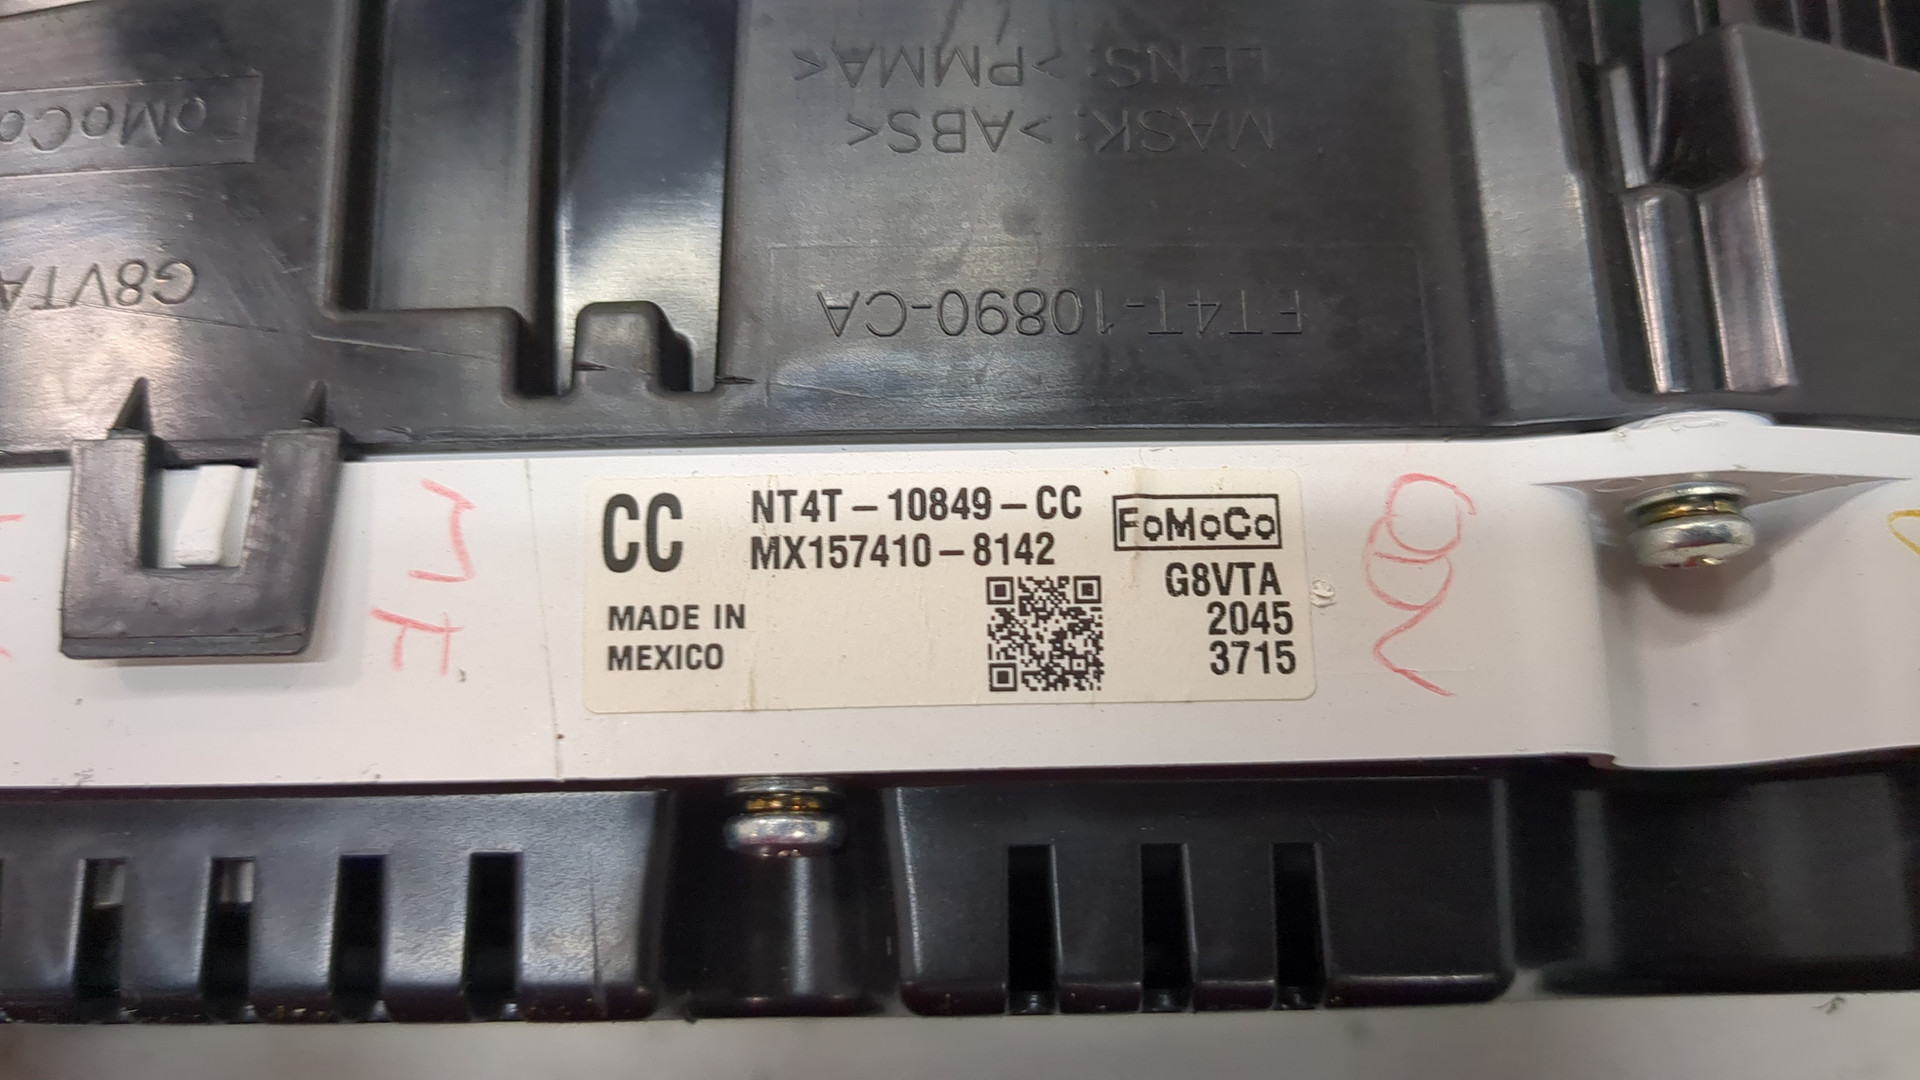 LENS: >PMMA<
MASK: >ABS<
FoMoCo
G8VTA
FT4T-10890-CA
CC
NT4T-10849-CC
MX157410-8142
FoMoCo
MADE IN
MEXICO
G8VTA
2045
3715